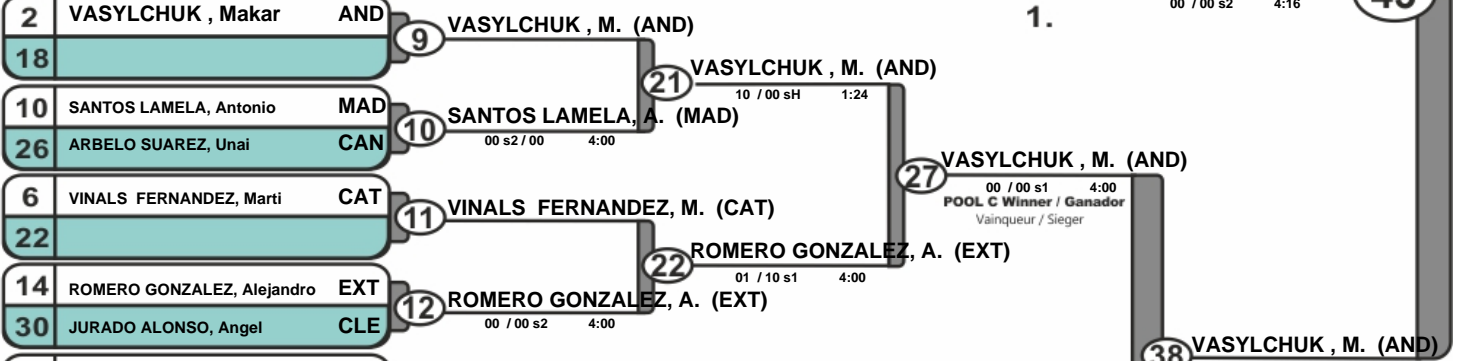 00 / 00 s2 4:16
1.
2 VASYLCHUK , Makar AND
18
9 VASYLCHUK , M. (AND)
21 VASYLCHUK , M. (AND)
10 / 00 sH 1:24
10 SANTOS LAMELA, Antonio MAD
26 ARBELO SUAREZ, Unai CAN
10 SANTOS LAMELA, A. (MAD)
00 s2 / 00 4:00
27 VASYLCHUK , M. (AND)
00 / 00 s1 4:00
POOL C Winner / Ganador
Vainqueur / Sieger
6 VINALS FERNANDEZ, Marti CAT
22
11 VINALS FERNANDEZ, M. (CAT)
22 ROMERO GONZALEZ, A. (EXT)
01 / 10 s1 4:00
14 ROMERO GONZALEZ, Alejandro EXT
30 JURADO ALONSO, Angel CLE
12 ROMERO GONZALEZ, A. (EXT)
00 / 00 s2 4:00
38 VASYLCHUK , M. (AND)